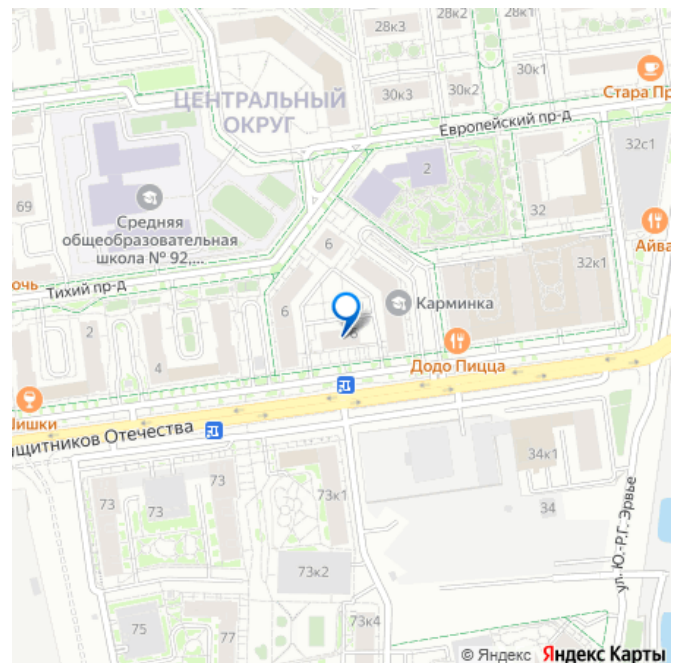 28к3
28к1
28к2
30к1
30к3
30к2
Стара Пр
ЦЕНТРАЛЬНЫЙ
ОКРУГ
Европейский пр-д
32с1
2
69
Средняя
общеобразовательная
школа № 92,...
32
Айва
6
32к1
очь
Тихий пр-д
6
Карминка
8
2
4
Додо Пицца
Шишки
ащитников Отечества
34к1
73
73
73
73к1
34
ул. Ю.-Р.Г. Эрвье
73к2
75
77
73к4
© Яндекс Яндекс Карты